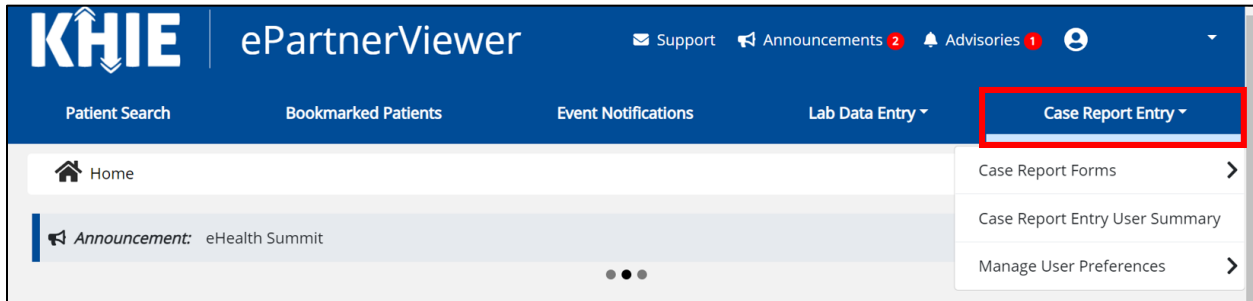 KHIE ePartnerViewer Support Announcements 2 Advisories 1
Patient Search Bookmarked Patients Event Notifications Lab Data Entry Case Report Entry
Home
Case Report Forms
Case Report Entry User Summary
Manage User Preferences
Announcement: eHealth Summit